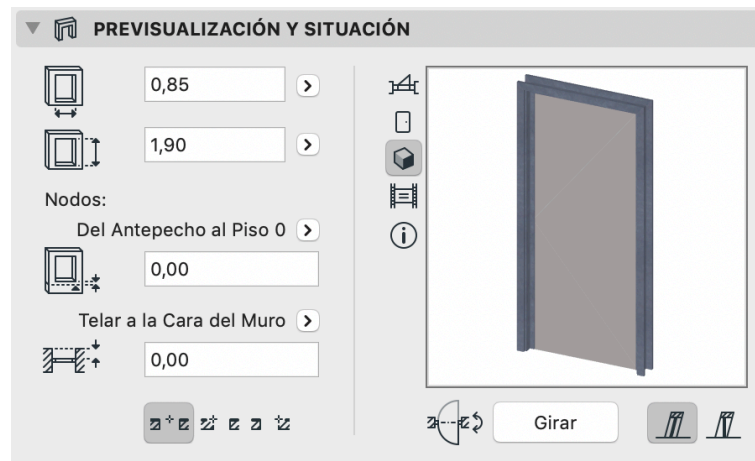 PREVISUALIZACIÓN Y SITUACIÓN
0,85
1,90
Nodos:
Del Antepecho al Piso 0
0,00
Telar a la Cara del Muro
0,00
Girar